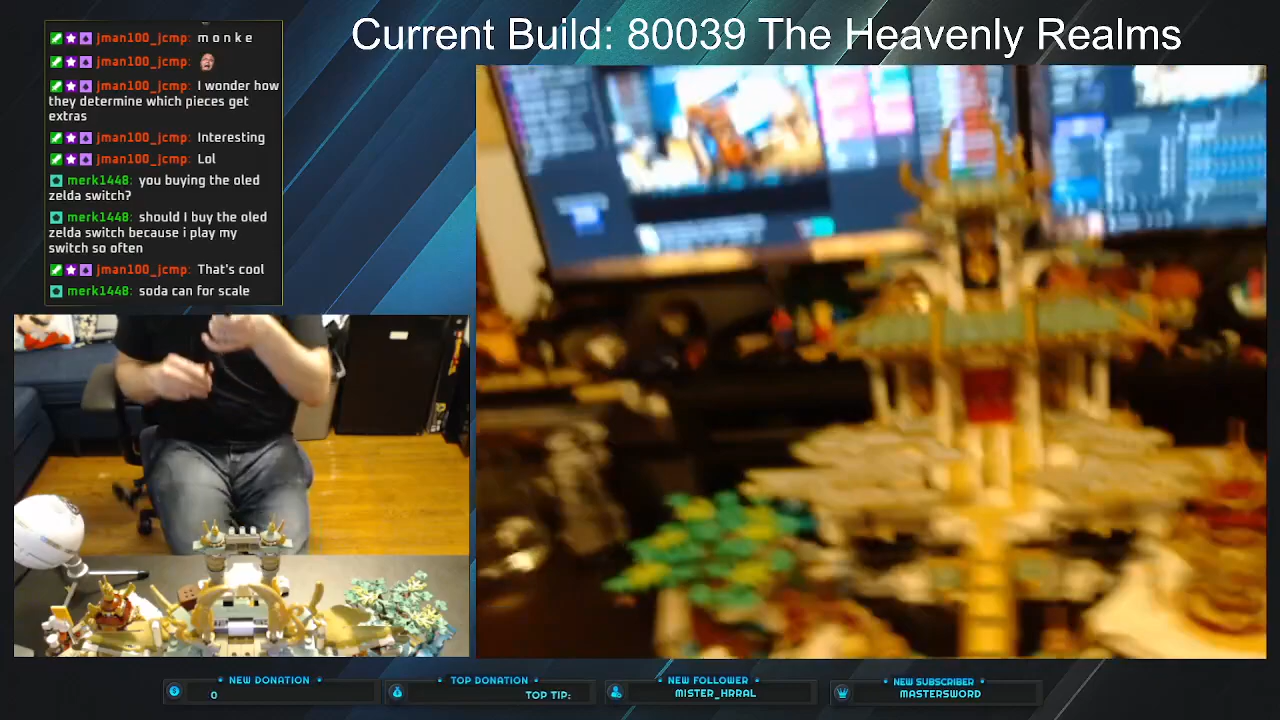 Current Build: 80039 The Heavenly Realms
jman100_jcmp: m o n k e
jman100_jcmp:
jman100_jcmp: I wonder how
they determine which pieces get
extras
jman100_jcmp: Interesting
jman100_jcmp: Lol
merk1448: you buying the oled
zelda switch?
merk1448: should I buy the oled
zelda switch because i play my
switch so often
jman100_jcmp: That's cool
merk1448: soda can for scale
NEW DONATION
0
TOP DONATION
TOP TIP:
NEW FOLLOWER
MISTER_HRRAL
NEW SUBSCRIBER
MASTERSWORD